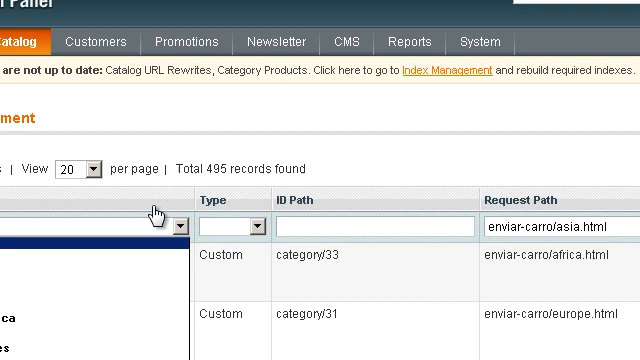 Panel
Catalog Customers Promotions Newsletter CMS Reports System
are not up to date: Catalog URL Rewrites, Category Products. Click here to go to Index Management and rebuild required indexes.
ment
s | View 20 per page | Total 495 records found
Type ID Path Request Path
enviar-carro/asia.html
Custom category/33 enviar-carro/africa.html
Custom category/31 enviar-carro/europe.html
ca
es